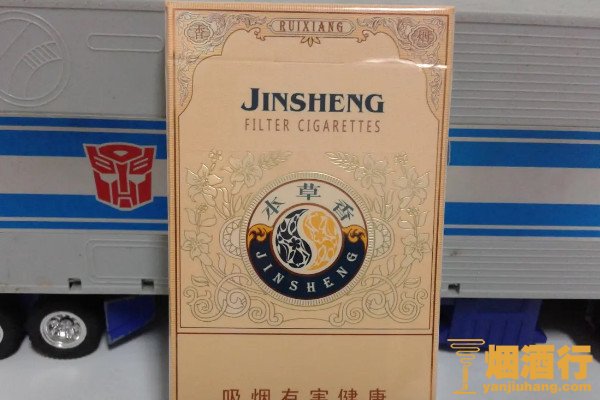 RUIXIANG
JINSHENG
FILTER CIGARETTES
本草香
JINSHENG
吸烟有害健康
烟酒行
yanjiuhang.com